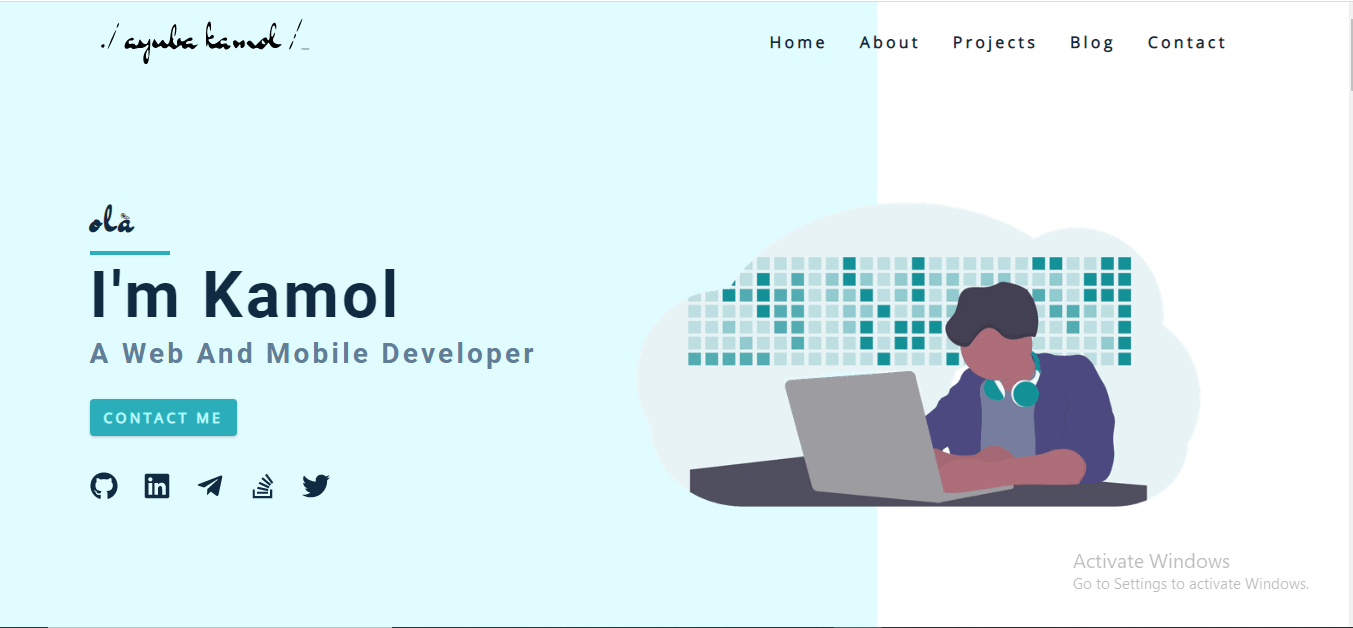 ./ ayuba kamol /_
Home About Projects Blog Contact
olà
I'm Kamol
A Web And Mobile Developer
CONTACT ME
in
Activate Windows
Go to Settings to activate Windows.